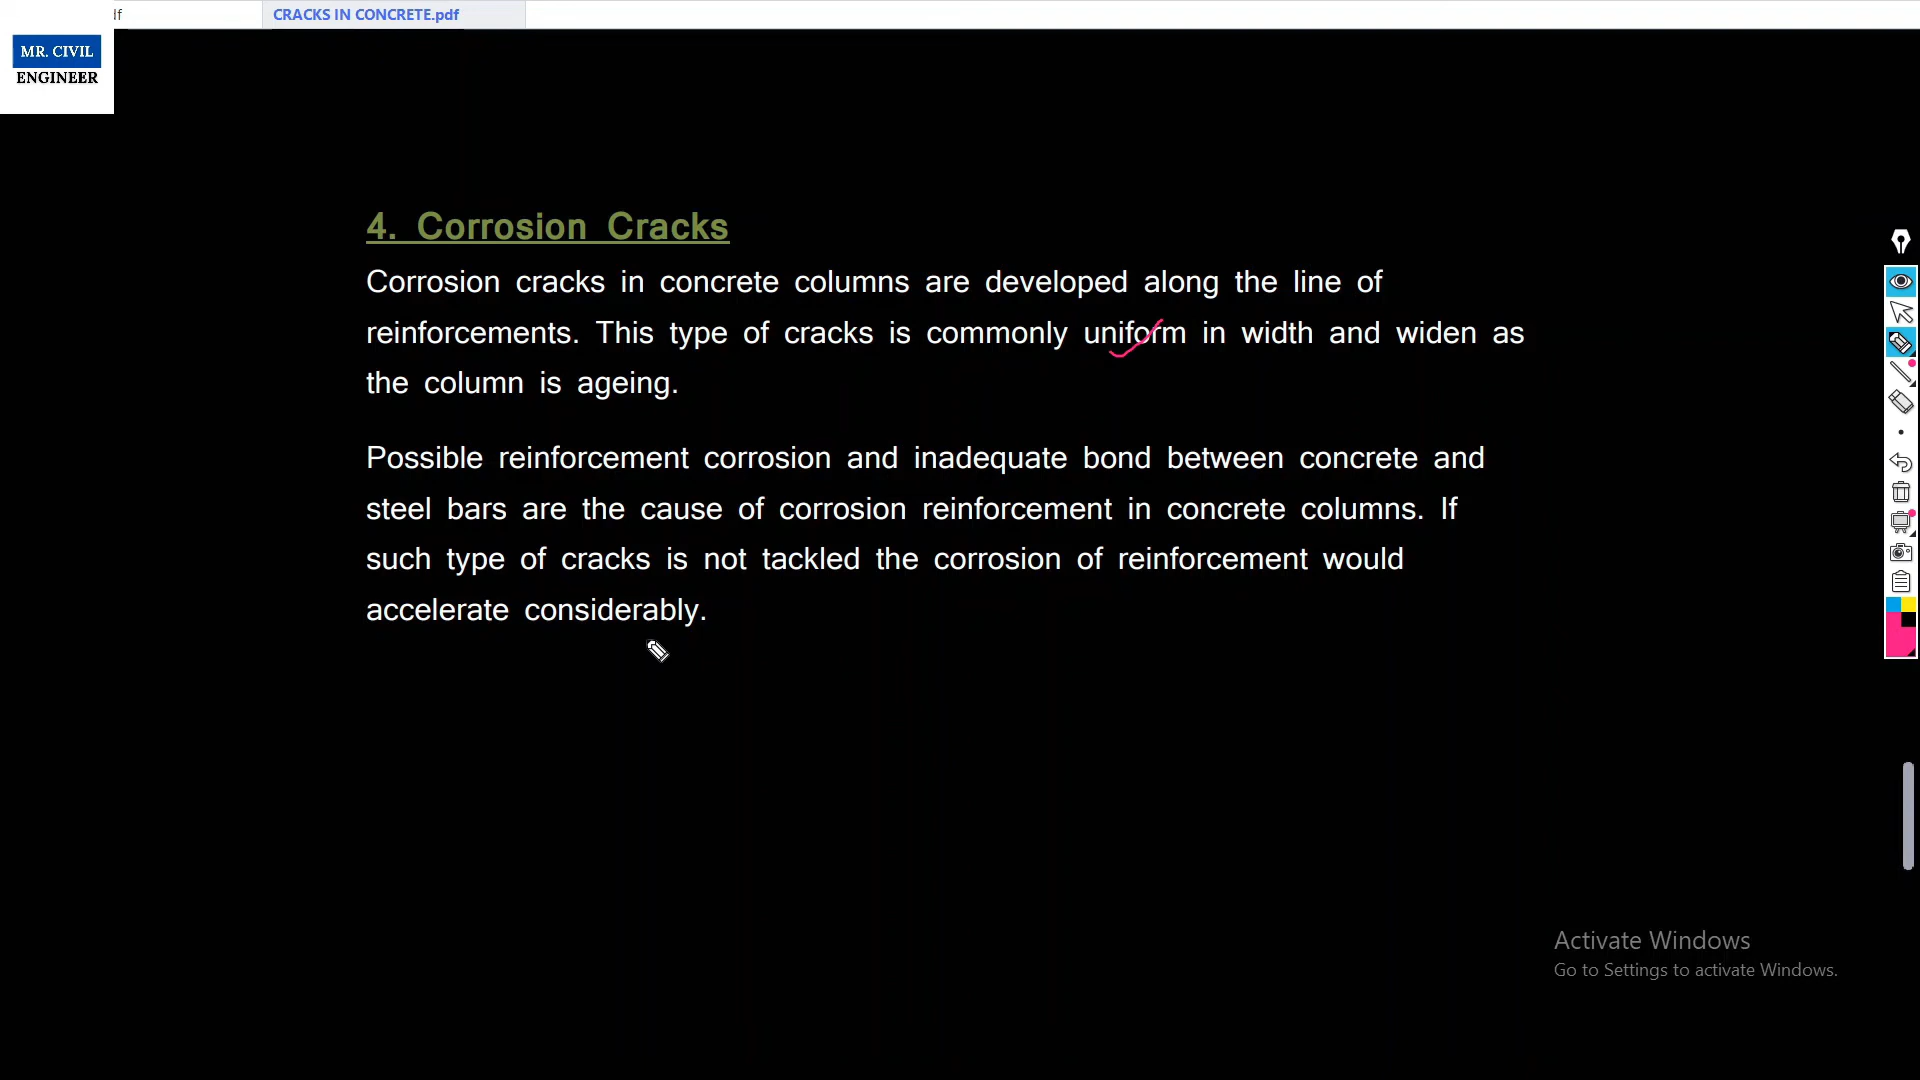 lf
CRACKS IN CONCRETE.pdf
MR. CIVIL
ENGINEER
4. Corrosion Cracks
Corrosion cracks in concrete columns are developed along the line of
reinforcements. This type of cracks is commonly uniform in width and widen as
the column is ageing.
Possible reinforcement corrosion and inadequate bond between concrete and
steel bars are the cause of corrosion reinforcement in concrete columns. If
such type of cracks is not tackled the corrosion of reinforcement would
accelerate considerably.
Activate Windows
Go to Settings to activate Windows.